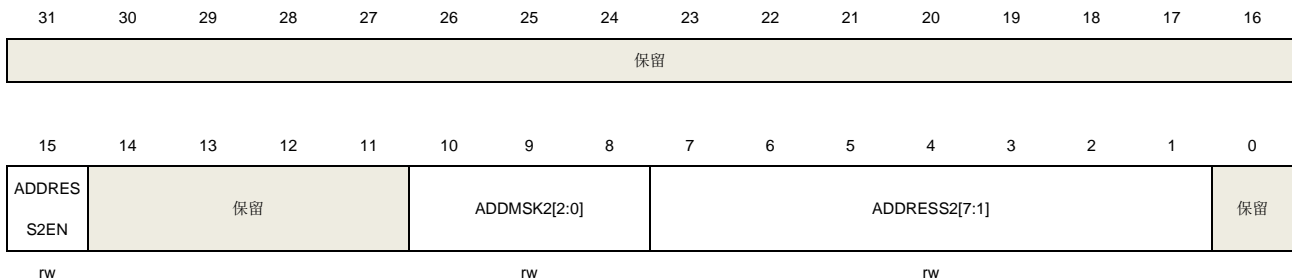 31 30 29 28 27 26 25 24 23 22 21 20 19 18 17 16
保留
15 14 13 12 11 10 9 8 7 6 5 4 3 2 1 0
ADDRES
S2EN
保留
ADDMSK2[2:0]
ADDRESS2[7:1]
保留
rw rw rw